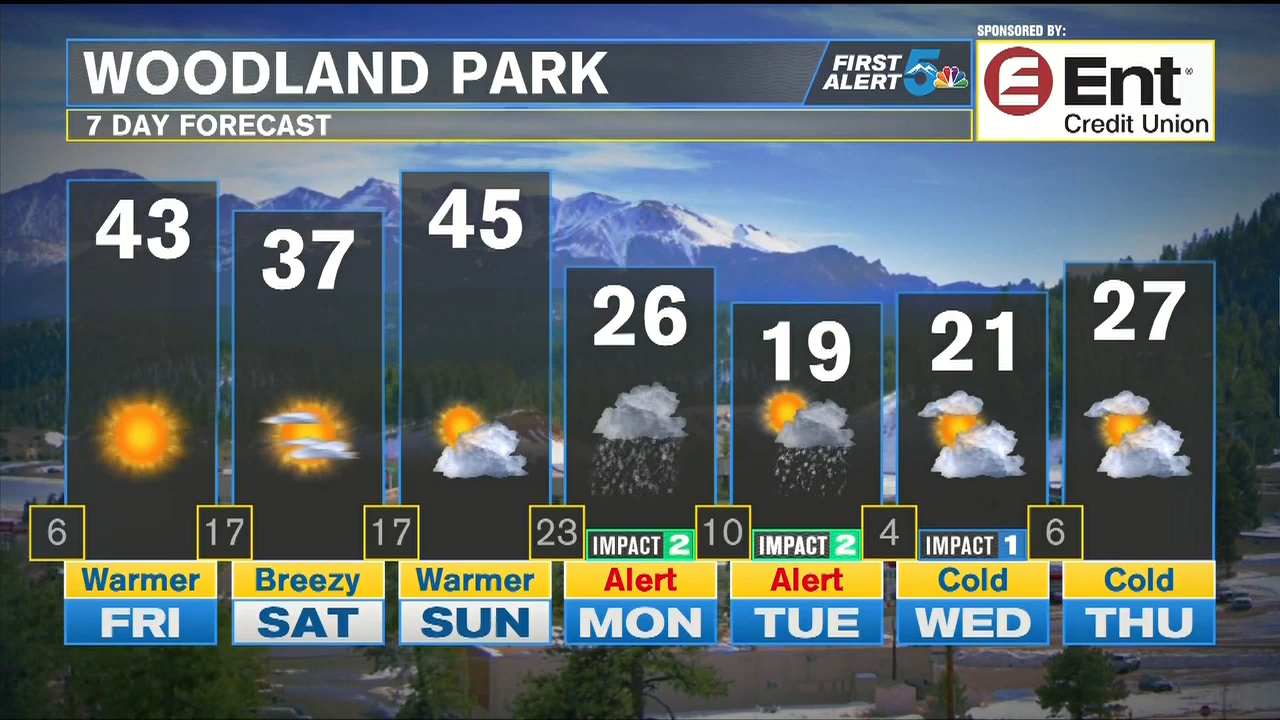 SPONSORED BY:
WOODLAND PARK
FIRST
ALERT 5
Ent
Credit Union
7 DAY FORECAST
43
37
45
26
19
21
27
6
17
17
23
10
4
6
IMPACT 2
IMPACT 2
IMPACT 1
Warmer
Breezy
Warmer
Alert
Alert
Cold
Cold
FRI
SAT
SUN
MON
TUE
WED
THU